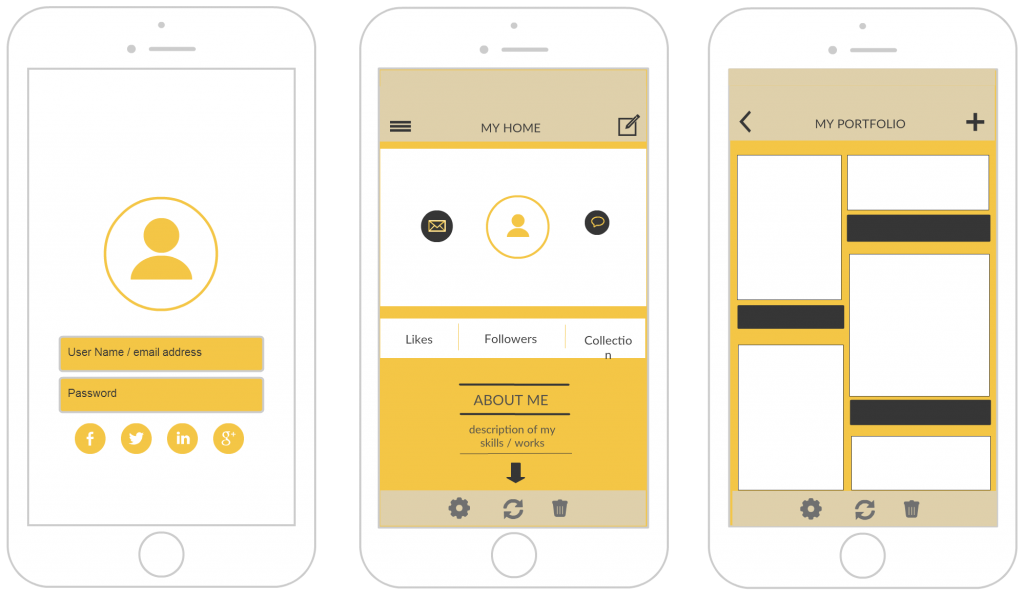 User Name / email address
Password
f
in
g+
MY HOME
Likes
Followers
Collectio
n
ABOUT ME
description of my
skills / works
MY PORTFOLIO